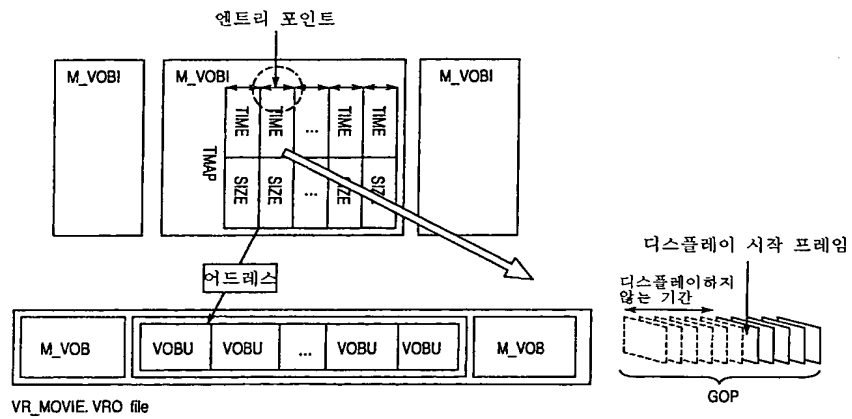 엔트리 포인트
M_VOBI
M_VOBI
M_VOBI
TMAP
TIME
TIME
...
TIME
TIME
SIZE
SIZE
...
SIZE
SIZE
어드레스
디스플레이 시작 프레임
디스플레이하지
않는 기간
M_VOB
VOBU
VOBU
...
VOBU
VOBU
M_VOB
GOP
VR_MOVIE. VRO file